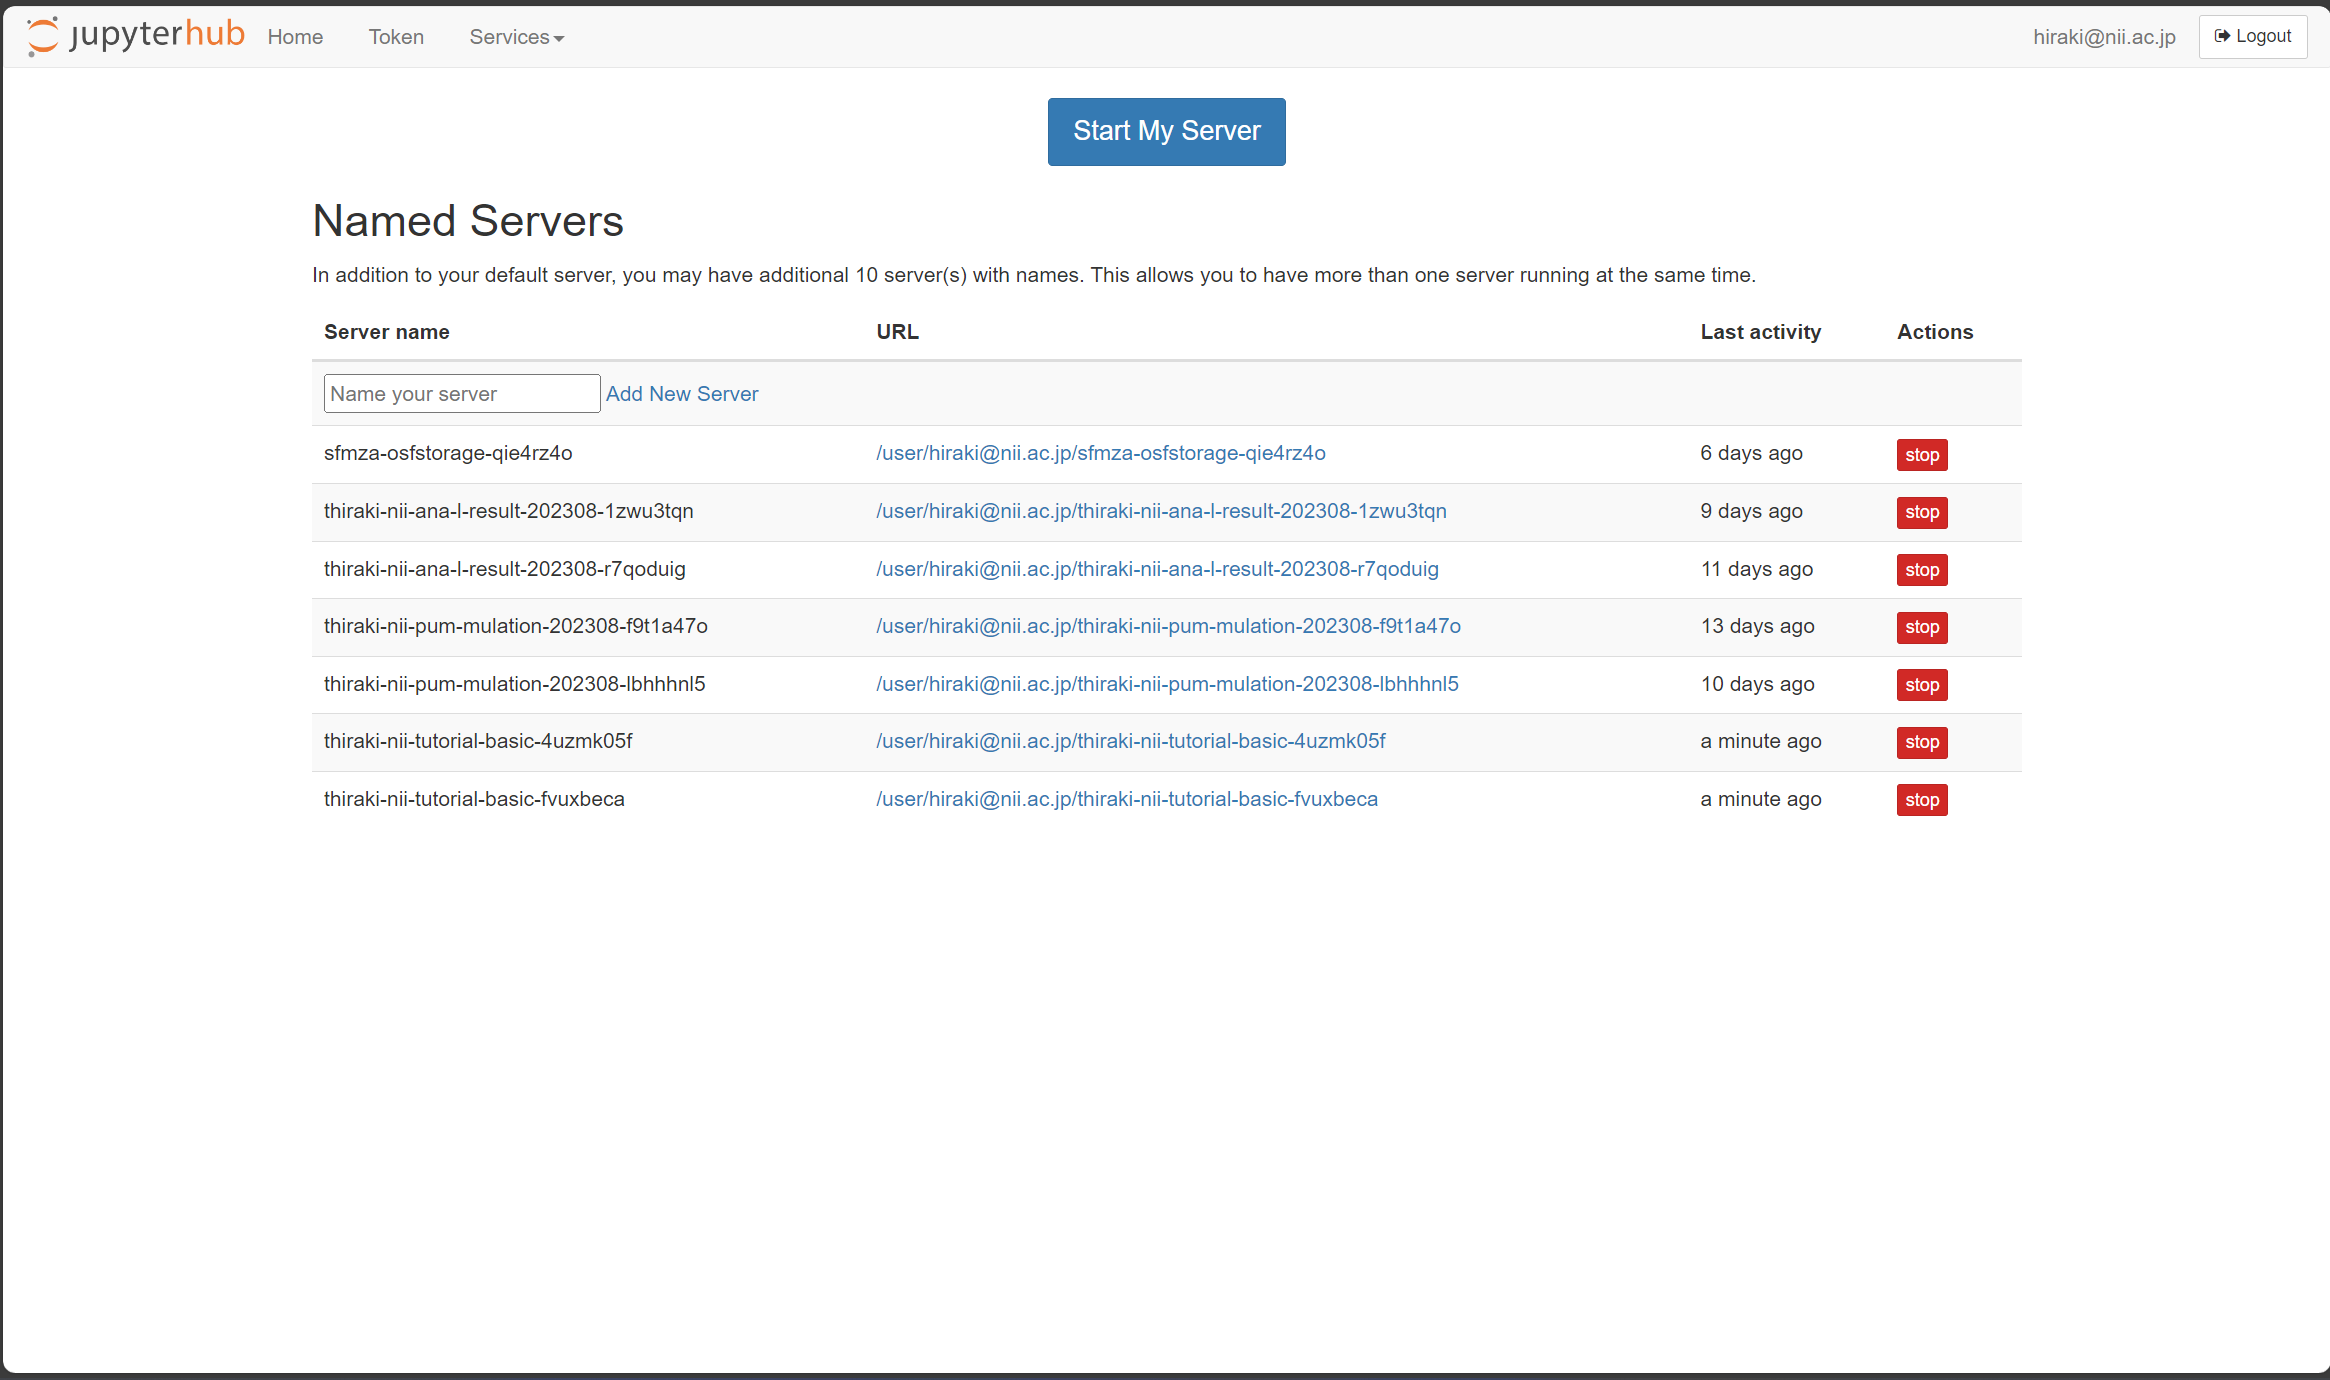 jupyterhub Home Token Services hiraki@nii.ac.jp Logout
Start My Server
Named Servers
In addition to your default server, you may have additional 10 server(s) with names. This allows you to have more than one server running at the same time.
Server name URL Last activity Actions
Name your server Add New Server
sfmza-osfstorage-qie4rz4o /user/hiraki@nii.ac.jp/sfmza-osfstorage-qie4rz4o 6 days ago stop
thiraki-nii-ana-l-result-202308-1zwu3tqn /user/hiraki@nii.ac.jp/thiraki-nii-ana-l-result-202308-1zwu3tqn 9 days ago stop
thiraki-nii-ana-l-result-202308-r7qoduig /user/hiraki@nii.ac.jp/thiraki-nii-ana-l-result-202308-r7qoduig 11 days ago stop
thiraki-nii-pum-mulation-202308-f9t1a47o /user/hiraki@nii.ac.jp/thiraki-nii-pum-mulation-202308-f9t1a47o 13 days ago stop
thiraki-nii-pum-mulation-202308-lbhhhnl5 /user/hiraki@nii.ac.jp/thiraki-nii-pum-mulation-202308-lbhhhnl5 10 days ago stop
thiraki-nii-tutorial-basic-4uzmk05f /user/hiraki@nii.ac.jp/thiraki-nii-tutorial-basic-4uzmk05f a minute ago stop
thiraki-nii-tutorial-basic-fvuxbeca /user/hiraki@nii.ac.jp/thiraki-nii-tutorial-basic-fvuxbeca a minute ago stop